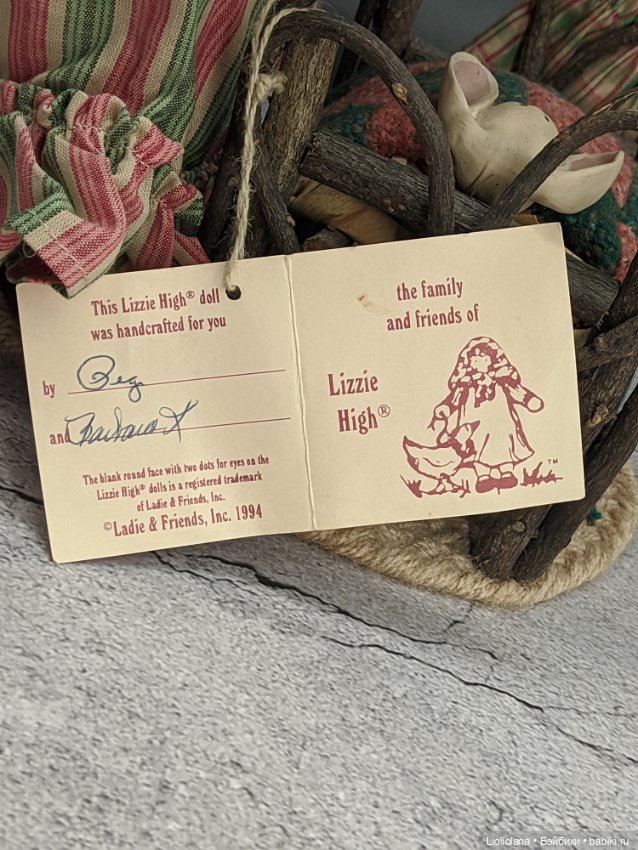 This Lizzie High® doll
was handcrafted for you
by Peg
and Barbara K
The blank round face with two dots for eyes on the
Lizzie High® dolls is a registered trademark
of Ladie & Friends, Inc.
©Ladie & Friends, Inc. 1994
the family
and friends of
Lizzie
High®
TM
Lioliolana • Бэйбики • babiki.ru